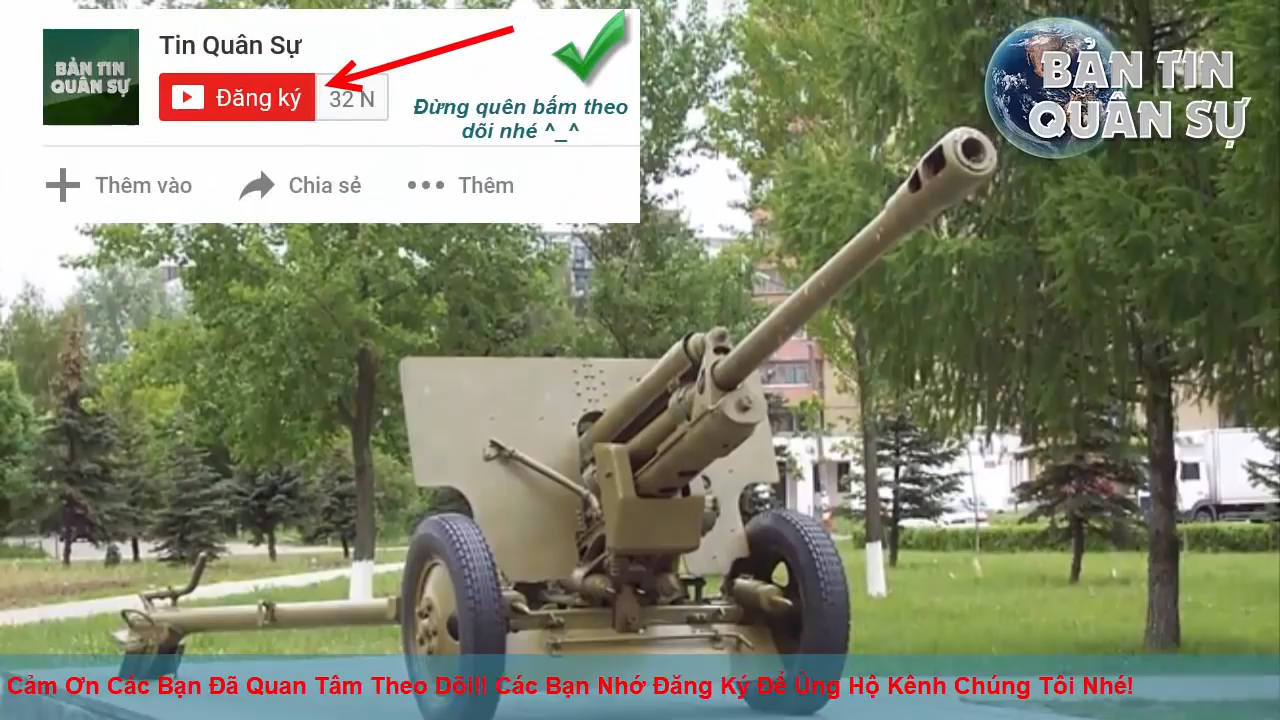 BẢN TIN
QUÂN SỰ
Tin Quân Sự
Đăng ký
32 N
Đừng quên bấm theo
dõi nhé ^_^
Thêm vào
Chia sẻ
Thêm
BẢN TIN
QUÂN SỰ
Cảm Ơn Các Bạn Đã Quan Tâm Theo Dõi!! Các Bạn Nhớ Đăng Ký Để Ủng Hộ Kênh Chúng Tôi Nhé!